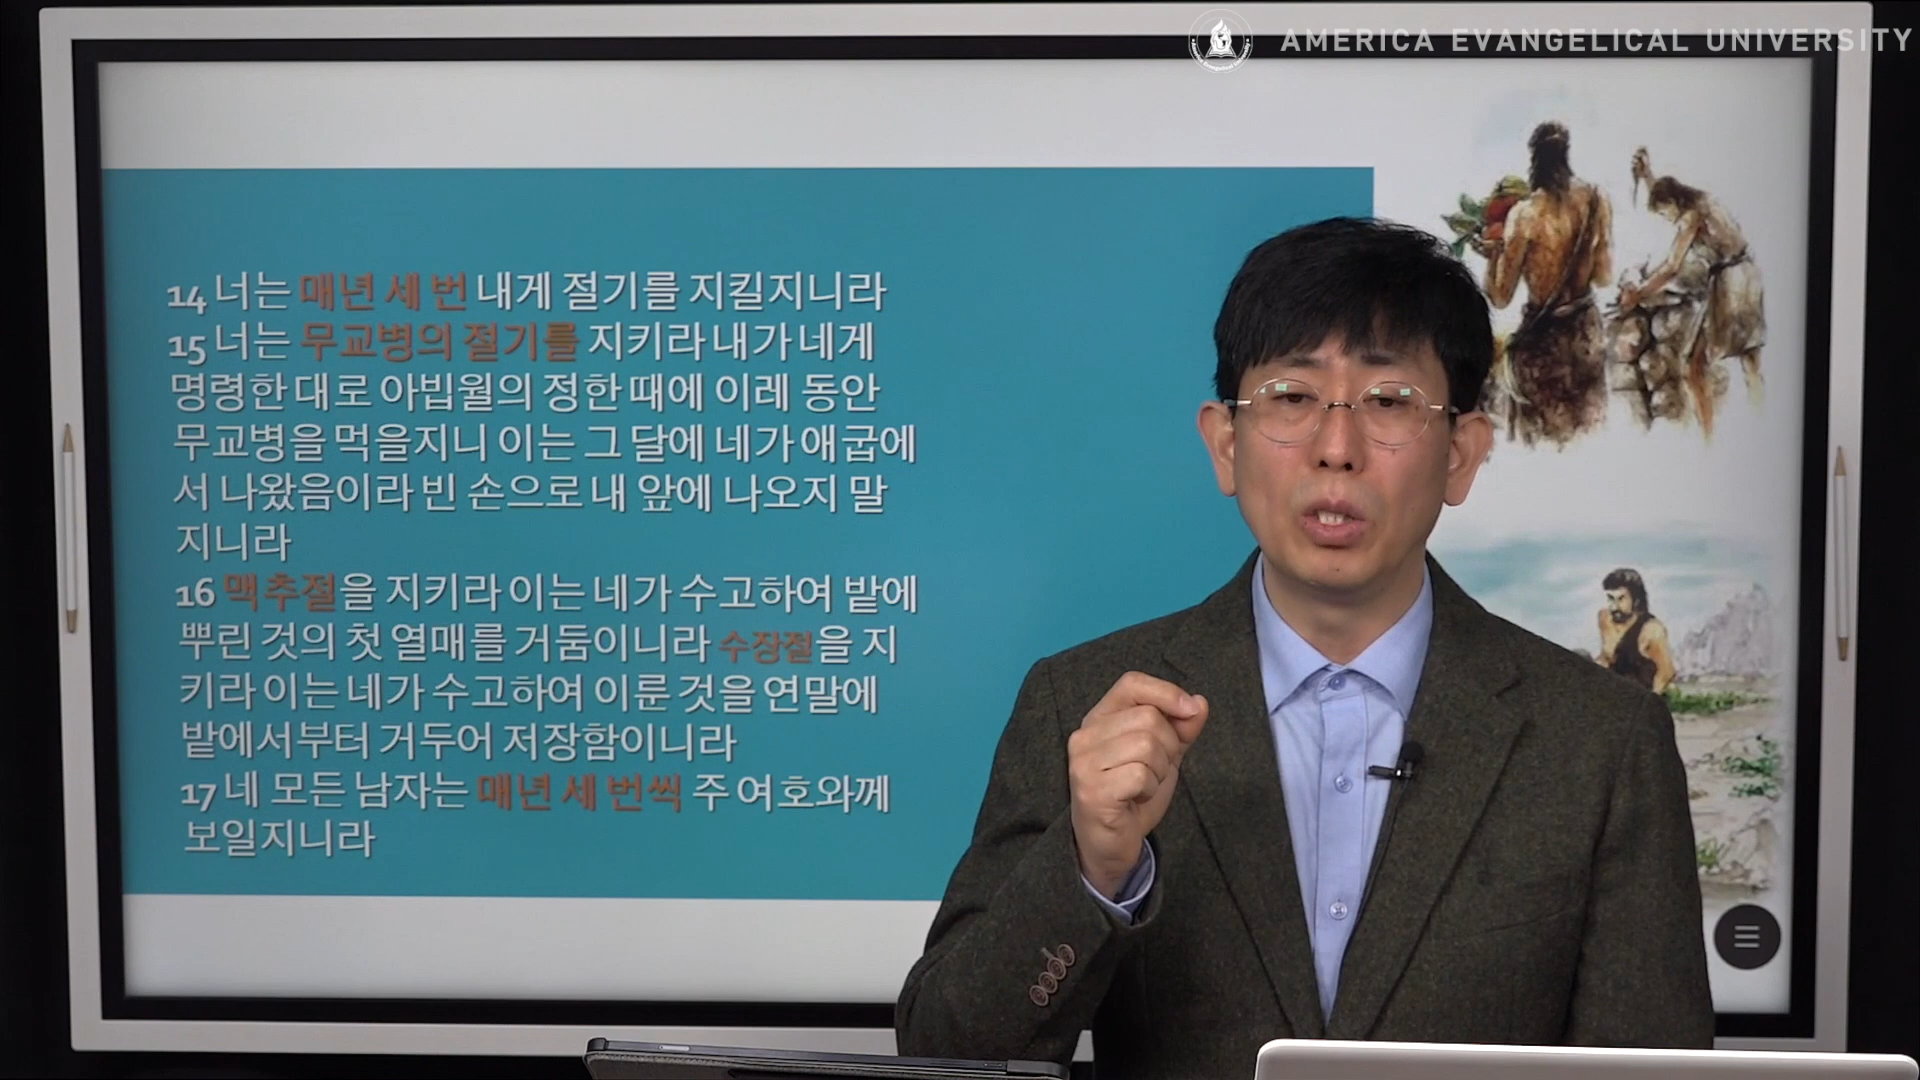 AMERICA EVANGELICAL UNIVERSITY
14 너는 매년 세 번 내게 절기를 지킬지니라
15 너는 무교병의 절기를 지키라 내가 네게
명령한 대로 아빕월의 정한 때에 이레 동안
무교병을 먹을지니 이는 그 달에 네가 애굽에
서 나왔음이라 빈 손으로 내 앞에 나오지 말
지니라
16 맥추절을 지키라 이는 네가 수고하여 밭에
뿌린 것의 첫 열매를 거둠이니라 수장절을 지
키라 이는 네가 수고하여 이룬 것을 연말에
밭에서부터 거두어 저장함이니라
17 네 모든 남자는 매년 세 번씩 주 여호와께
보일지니라